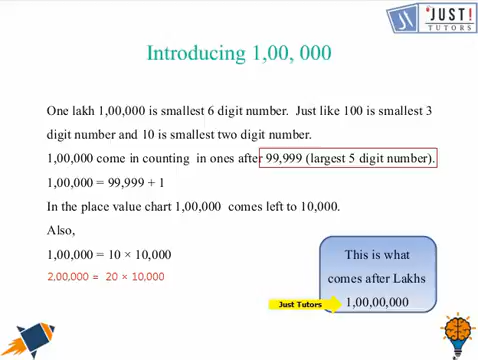 "JUST!
TUTORS
Introducing 1,00, 000
One lakh 1,00,000 is smallest 6 digit number. Just like 100 is smallest 3
digit number and 10 is smallest two digit number.
1,00,000 come in counting in ones after 99,999 (largest 5 digit number).
1,00,000 = 99,999 + 1
In the place value chart 1,00,000 comes left to 10,000.
Also,
1,00,000 = 10 × 10,000
2,00,000 = 20 × 10,000
This is what
comes after Lakhs
Just Tutors
1,00,00,000